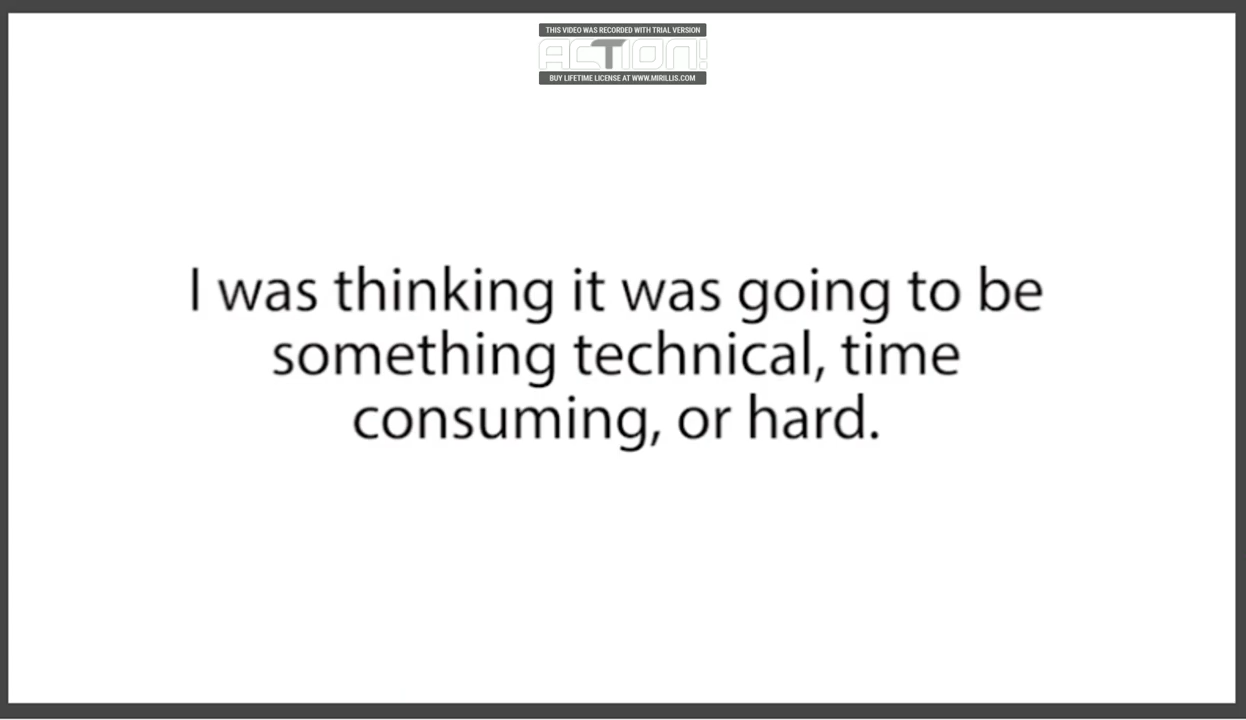 THIS VIDEO WAS RECORDED WITH TRIAL VERSION
ACTION!
BUY LIFETIME LICENSE AT WWW.MIRILLIS.COM
I was thinking it was going to be
something technical, time
consuming, or hard.